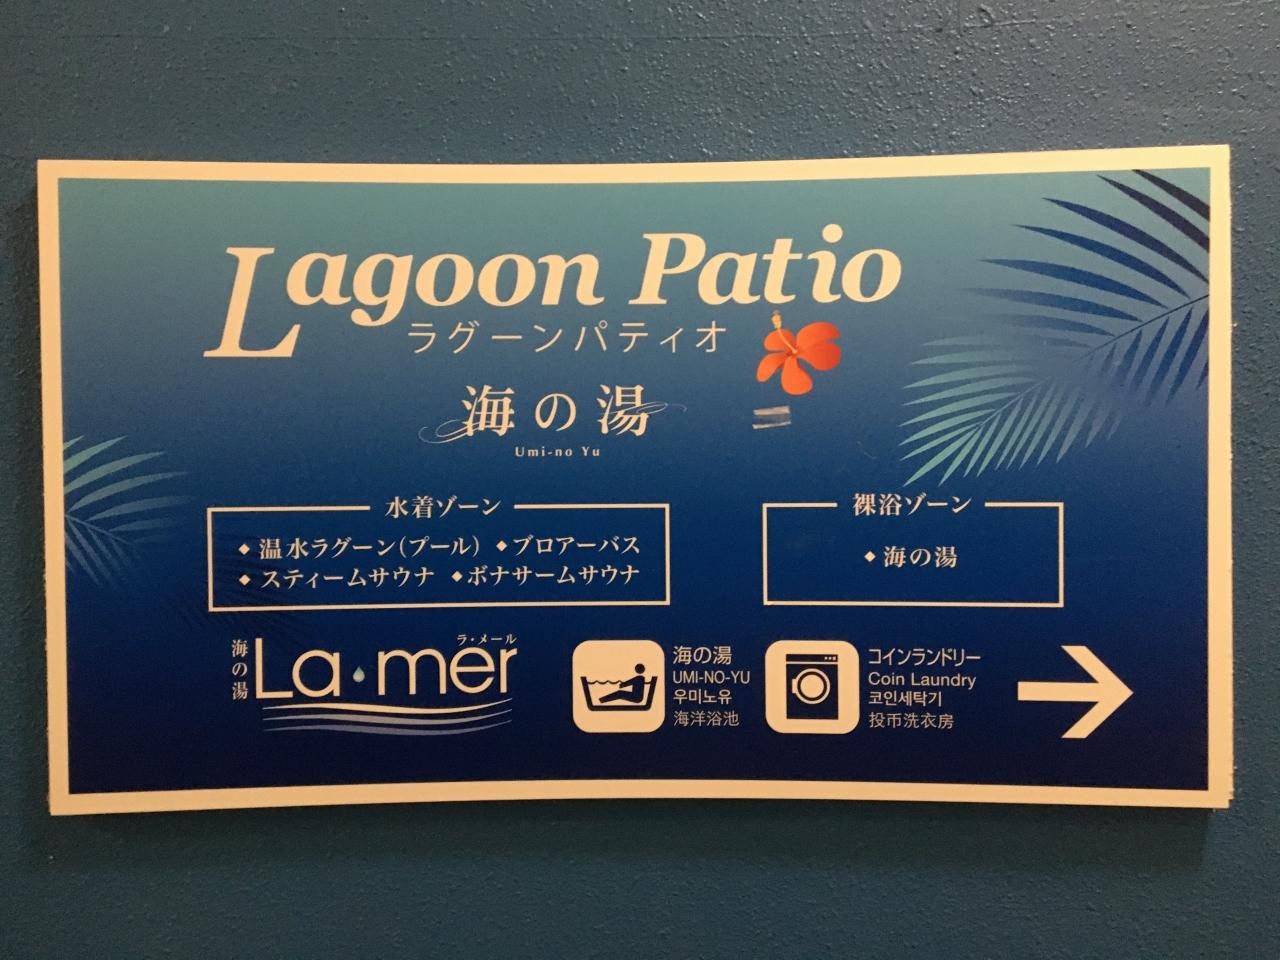 Lagoon Patio
ラグーンパティオ
海の湯
Umi-no Yu
水着ゾーン
◆温水ラグーン(プール) ◆ブロアーバス
◆スティームサウナ ◆ボナサームサウナ
裸浴ゾーン
◆海の湯
海の湯
ラ・メール
La・mer
海の湯
UMI-NO-YU
우미노유
海洋浴池
コインランドリー
Coin Laundry
코인세탁기
投币洗衣房